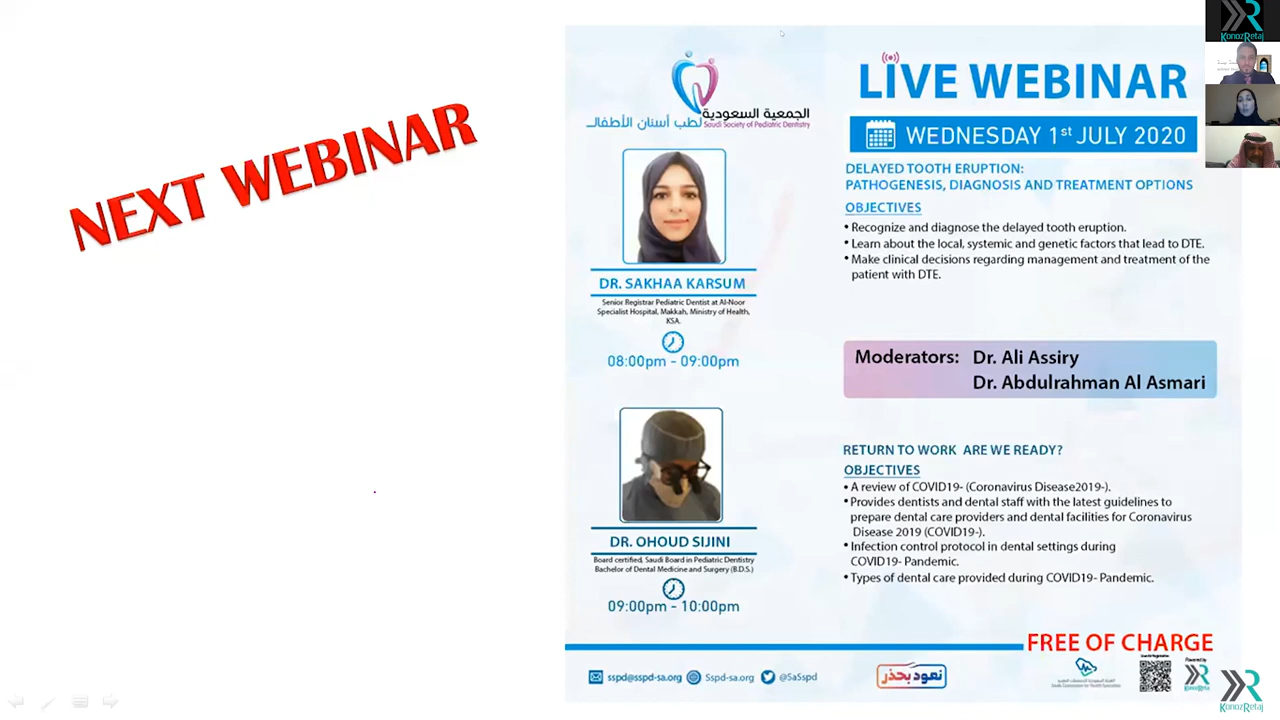 NEXT WEBINAR
الجمعية السعودية
لطب أسنان الأطفال
Saudi Society of Pediatric Dentistry
LIVE WEBINAR
WEDNESDAY 1st JULY 2020
DR. SAKHAA KARSUM
Senior Registrar Pediatric Dentist at Al-Noor
Specialist Hospital, Makkah, Ministry of Health,
KSA.
08:00pm - 09:00pm
DELAYED TOOTH ERUPTION:
PATHOGENESIS, DIAGNOSIS AND TREATMENT OPTIONS
OBJECTIVES
• Recognize and diagnose the delayed tooth eruption.
• Learn about the local, systemic and genetic factors that lead to DTE.
• Make clinical decisions regarding management and treatment of the
patient with DTE.
Moderators: Dr. Ali Assiry
Dr. Abdulrahman Al Asmari
DR. OHOUD SIJINI
Board certified, Saudi Board in Pediatric Dentistry
Bachelor of Dental Medicine and Surgery (B.D.S.)
09:00pm - 10:00pm
RETURN TO WORK ARE WE READY?
OBJECTIVES
• A review of COVID19- (Coronavirus Disease2019-).
• Provides dentists and dental staff with the latest guidelines to
prepare dental care providers and dental facilities for Coronavirus
Disease 2019 (COVID19-).
• Infection control protocol in dental settings during
COVID19- Pandemic.
• Types of dental care provided during COVID19- Pandemic.
FREE OF CHARGE
sspd@sspd-sa.org
Sspd-sa.org
@SaSspd
نعود بحذر
Powered by
KonozRetaj
KonozRetaj
KonozRetaj